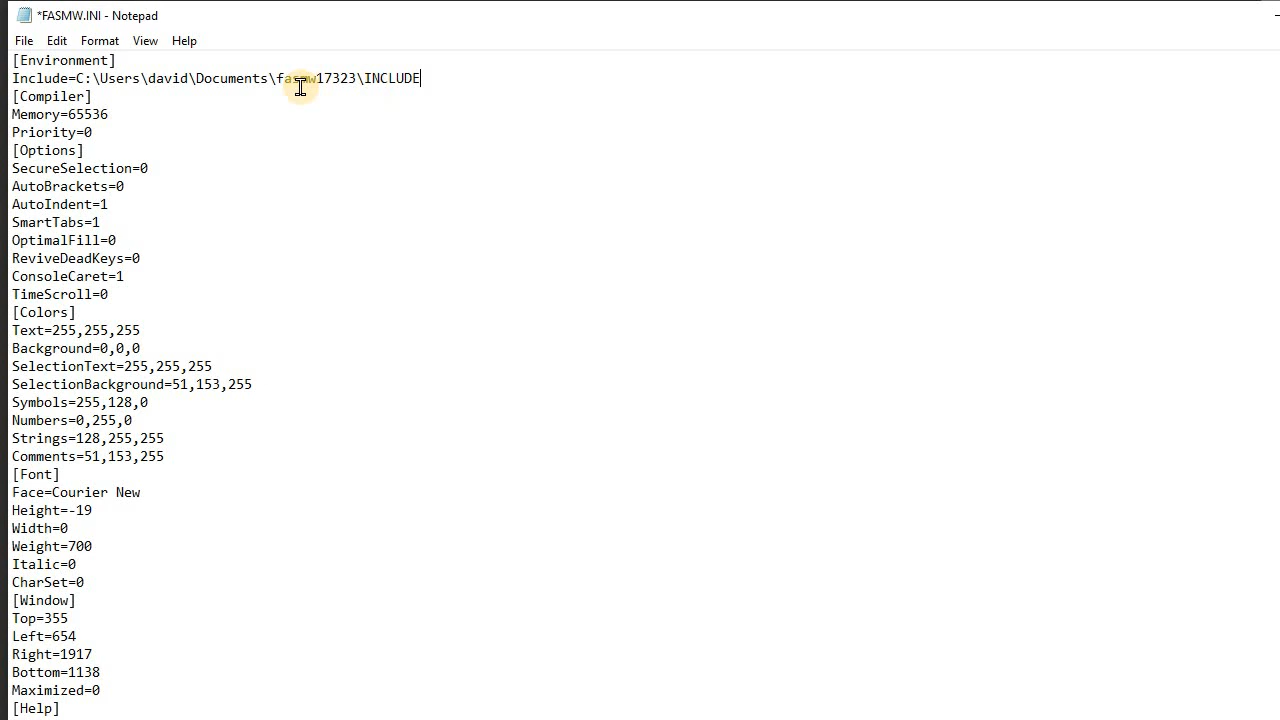 *FASMW.INI - Notepad
File Edit Format View Help
[Environment]
Include=C:\Users\david\Documents\fasmw17323\INCLUDE
[Compiler]
Memory=65536
Priority=0
[Options]
SecureSelection=0
AutoBrackets=0
AutoIndent=1
SmartTabs=1
OptimalFill=0
ReviveDeadKeys=0
ConsoleCaret=1
TimeScroll=0
[Colors]
Text=255,255,255
Background=0,0,0
SelectionText=255,255,255
SelectionBackground=51,153,255
Symbols=255,128,0
Numbers=0,255,0
Strings=128,255,255
Comments=51,153,255
[Font]
Face=Courier New
Height=-19
Width=0
Weight=700
Italic=0
CharSet=0
[Window]
Top=355
Left=654
Right=1917
Bottom=1138
Maximized=0
[Help]